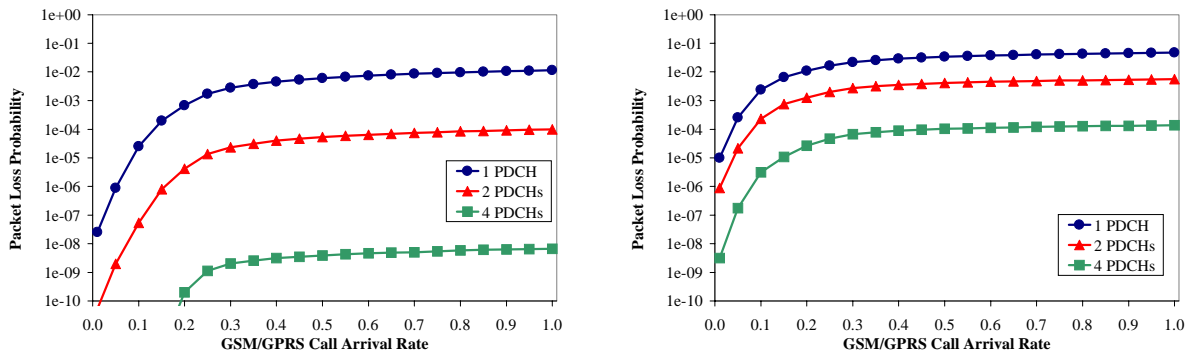 1e+00
1e-01
1e-02
1e-03
1e-04
1e-05
1e-06
1e-07
1e-08
1e-09
1e-10
Packet Loss Probability
1 PDCH
2 PDCHs
4 PDCHs
0.0 0.1 0.2 0.3 0.4 0.5 0.6 0.7 0.8 0.9 1.0
GSM/GPRS Call Arrival Rate
1e+00
1e-01
1e-02
1e-03
1e-04
1e-05
1e-06
1e-07
1e-08
1e-09
1e-10
Packet Loss Probability
1 PDCH
2 PDCHs
4 PDCHs
0.0 0.1 0.2 0.3 0.4 0.5 0.6 0.7 0.8 0.9 1.0
GSM/GPRS Call Arrival Rate